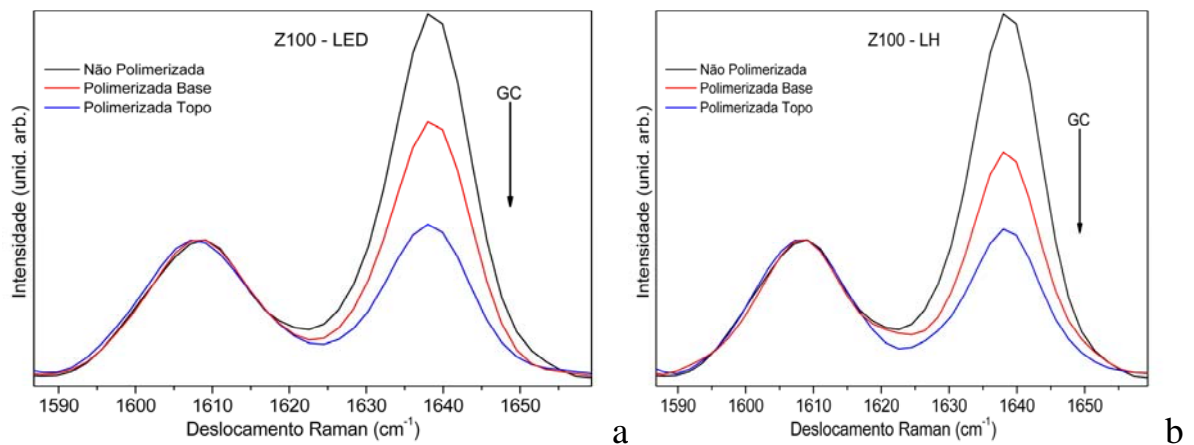 Z100 - LED
Não Polimerizada
Polimerizada Base
Polimerizada Topo
GC
Intensidade (unid. arb.)
1590 1600 1610 1620 1630 1640 1650
Deslocamento Raman (cm-1)
a
Z100 - LH
Não Polimerizada
Polimerizada Base
Polimerizada Topo
GC
Intensidade (unid. arb.)
1590 1600 1610 1620 1630 1640 1650
Deslocamento Raman (cm-1)
b